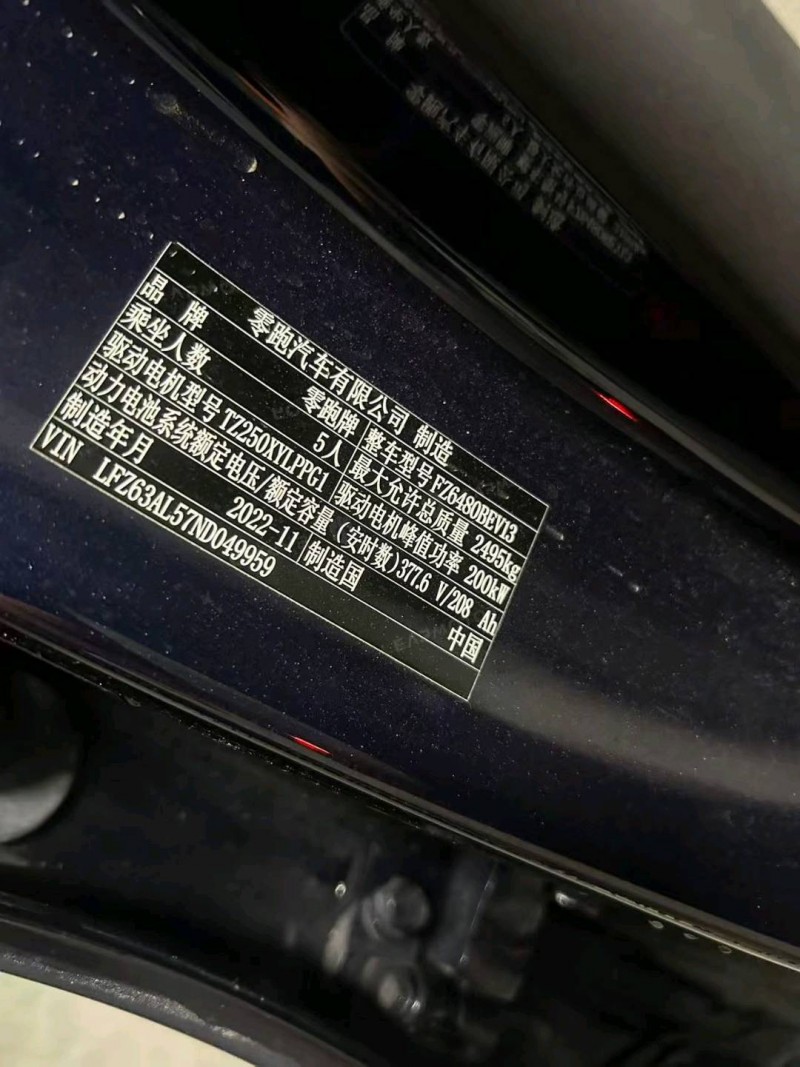 零跑汽车有限公司 制造
品牌 零跑牌 整车型号 FZ6480BEV13
乘坐人数 5人 最大允许总质量 2495kg
驱动电机型号 TZ250XYLPPG1 驱动电机峰值功率 200kW
动力电池系统额定电压/额定容量(安时数)377.6 V/208 Ah
制造年月 2022-11 制造国 中国
VIN LFZ63AL57ND049959